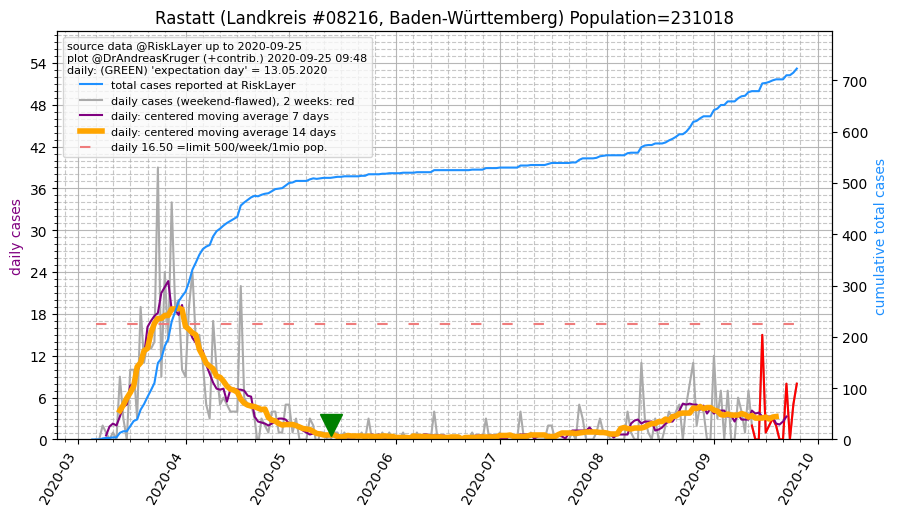 Rastatt (Landkreis #08216, Baden-Württemberg) Population=231018
source data @RiskLayer up to 2020-09-25
plot @DrAndreasKruger (+contrib.) 2020-09-25 09:48
daily: (GREEN) 'expectation day' = 13.05.2020
total cases reported at RiskLayer
daily cases (weekend-flawed), 2 weeks: red
daily: centered moving average 7 days
daily: centered moving average 14 days
daily 16.50 =limit 500/week/1mio pop.
daily cases
54
48
42
36
30
24
18
12
6
0
700
600
500
400
300
200
100
0
cumulative total cases
2020-03
2020-04
2020-05
2020-06
2020-07
2020-08
2020-09
2020-10